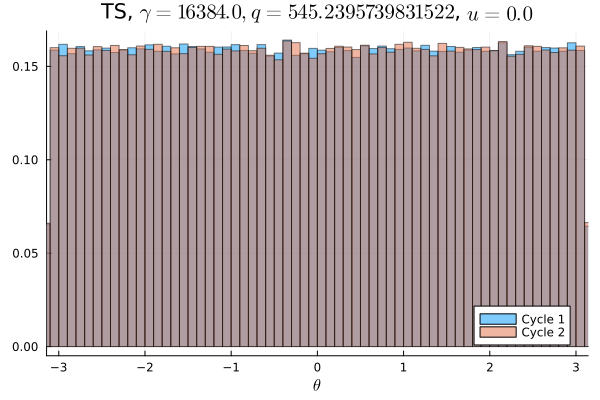 TS, γ = 16384.0, q = 545.2395739831522, u = 0.0
0.15
0.10
0.05
0.00
−3 −2 −1 0 1 2 3
θ
Cycle 1
Cycle 2